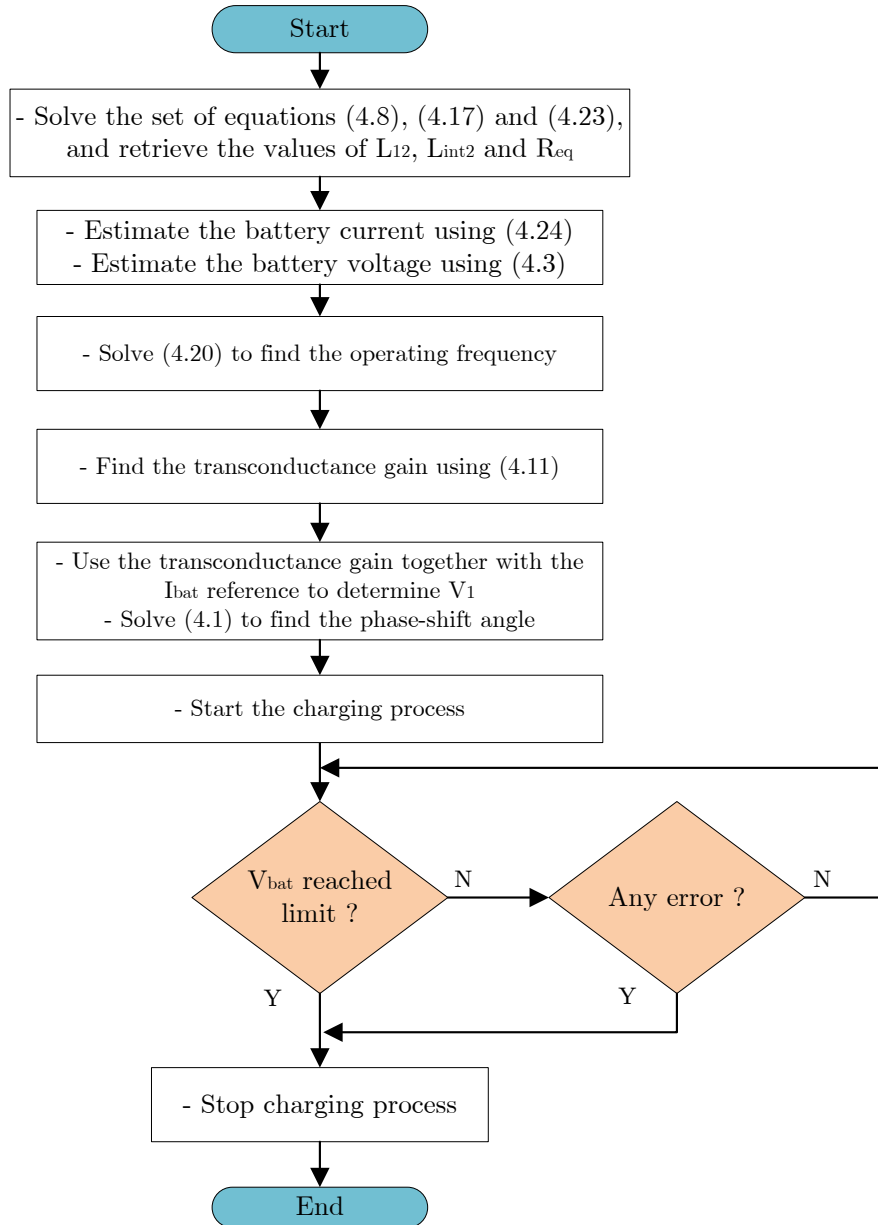 Start
- Solve the set of equations (4.8), (4.17) and (4.23),
and retrieve the values of L12, Lint2 and Req
- Estimate the battery current using (4.24)
- Estimate the battery voltage using (4.3)
- Solve (4.20) to find the operating frequency
- Find the transconductance gain using (4.11)
- Use the transconductance gain together with the
Ibat reference to determine V1
- Solve (4.1) to find the phase-shift angle
- Start the charging process
Vbat reached
limit ?
N
Any error ?
N
Y
Y
- Stop charging process
End